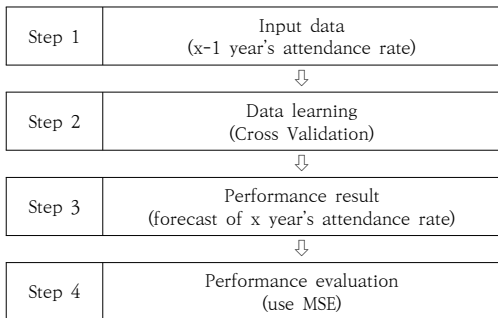 Step 1
Input data
(x-1 year's attendance rate)
⇩
Step 2
Data learning
(Cross Validation)
⇩
Step 3
Performance result
(forecast of x year's attendance rate)
⇩
Step 4
Performance evaluation
(use MSE)